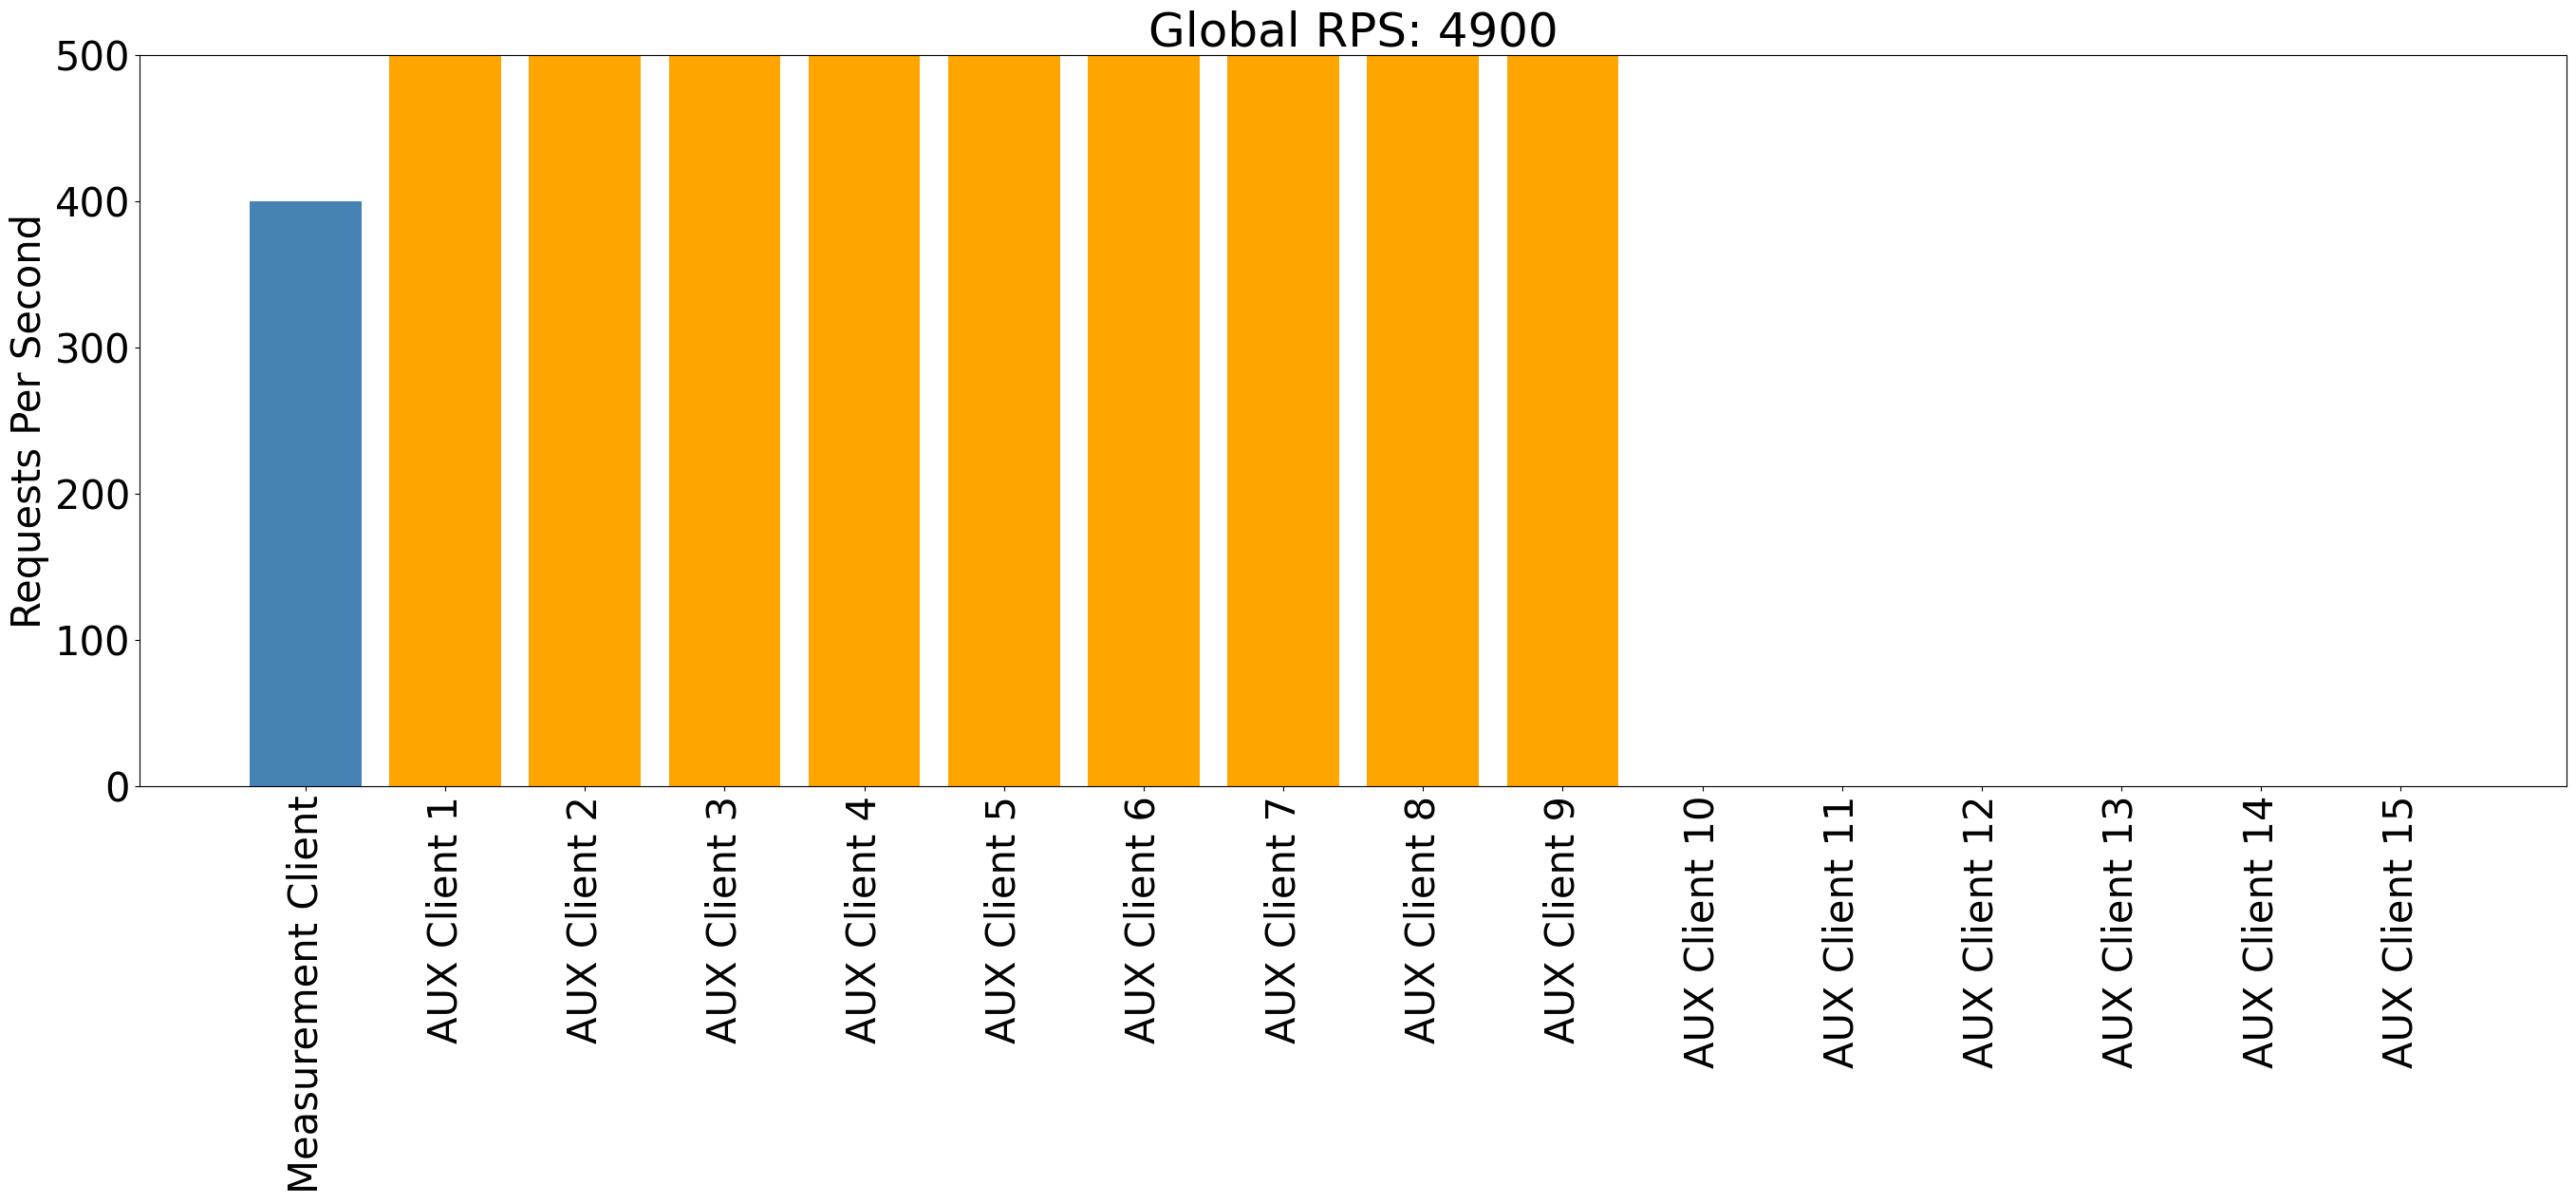 Global RPS: 4900
Requests Per Second
500
400
300
200
100
0
Measurement Client
AUX Client 1
AUX Client 2
AUX Client 3
AUX Client 4
AUX Client 5
AUX Client 6
AUX Client 7
AUX Client 8
AUX Client 9
AUX Client 10
AUX Client 11
AUX Client 12
AUX Client 13
AUX Client 14
AUX Client 15